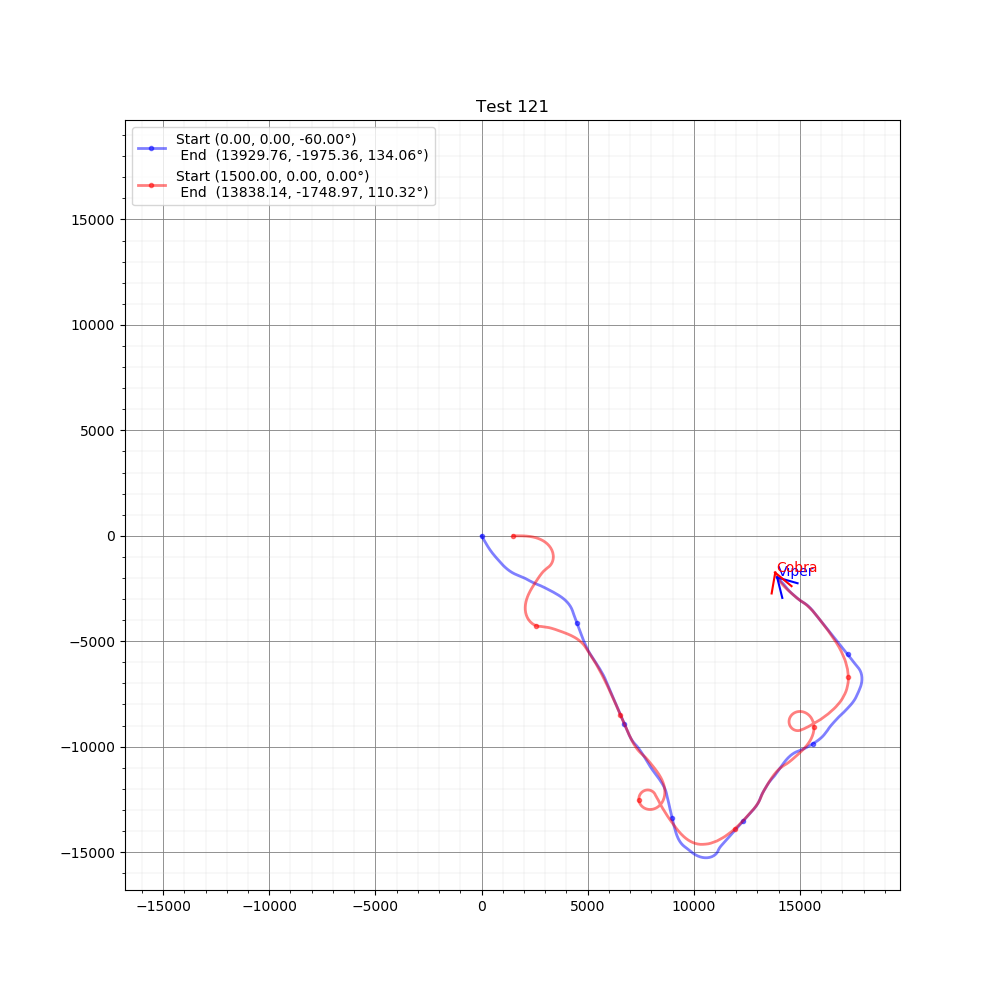 Test 121
Start (0.00, 0.00, -60.00°)
End (13929.76, -1975.36, 134.06°)
Start (1500.00, 0.00, 0.00°)
End (13838.14, -1748.97, 110.32°)
15000
10000
5000
0
−5000
−10000
−15000
Cobra
Viper
−15000 −10000 −5000 0 5000 10000 15000